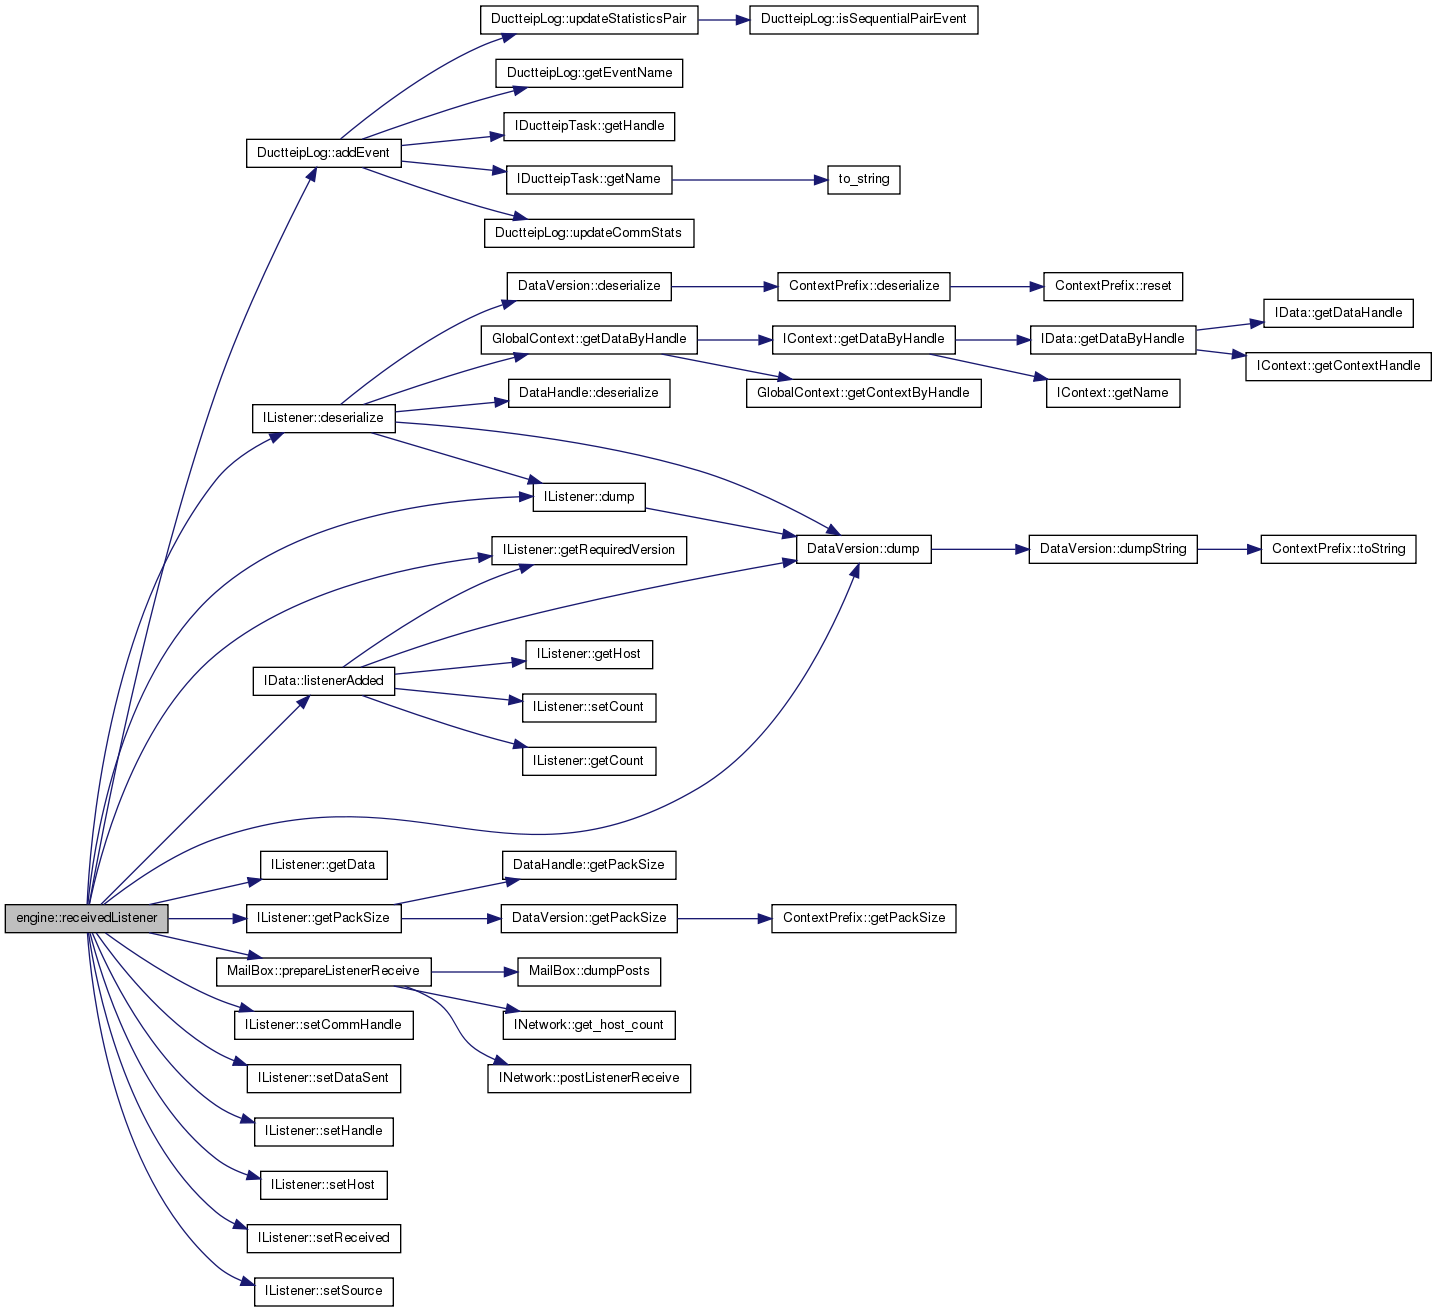 DuctteipLog::updateStatisticsPair
DuctteipLog::isSequentialPairEvent
DuctteipLog::getEventName
IDuctteipTask::getHandle
DuctteipLog::addEvent
IDuctteipTask::getName
to_string
DuctteipLog::updateCommStats
DataVersion::deserialize
ContextPrefix::deserialize
ContextPrefix::reset
IData::getDataHandle
GlobalContext::getDataByHandle
IContext::getDataByHandle
IData::getDataByHandle
IContext::getContextHandle
DataHandle::deserialize
GlobalContext::getContextByHandle
IContext::getName
IListener::deserialize
IListener::dump
IListener::getRequiredVersion
DataVersion::dump
DataVersion::dumpString
ContextPrefix::toString
IListener::getHost
IData::listenerAdded
IListener::setCount
IListener::getCount
IListener::getData
DataHandle::getPackSize
engine::receivedListener
IListener::getPackSize
DataVersion::getPackSize
ContextPrefix::getPackSize
MailBox::prepareListenerReceive
MailBox::dumpPosts
IListener::setCommHandle
INetwork::get_host_count
IListener::setDataSent
INetwork::postListenerReceive
IListener::setHandle
IListener::setHost
IListener::setReceived
IListener::setSource